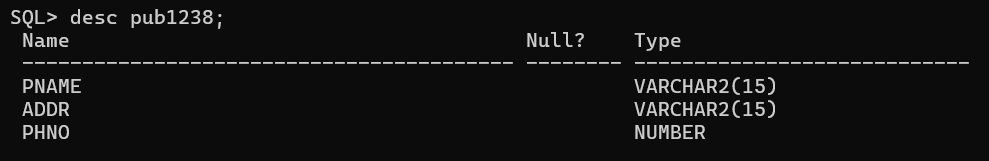 SQL> desc pub1238;
 Name                                      Null?    Type
 ----------------------------------------- -------- ----------------------------
 PNAME                                              VARCHAR2(15)
 ADDR                                               VARCHAR2(15)
 PHNO                                               NUMBER